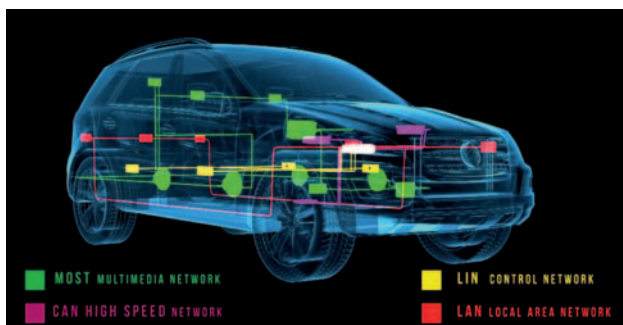 MOST MULTIMEDIA NETWORK
LIN CONTROL NETWORK
CAN HIGH SPEED NETWORK
LAN LOCAL AREA NETWORK